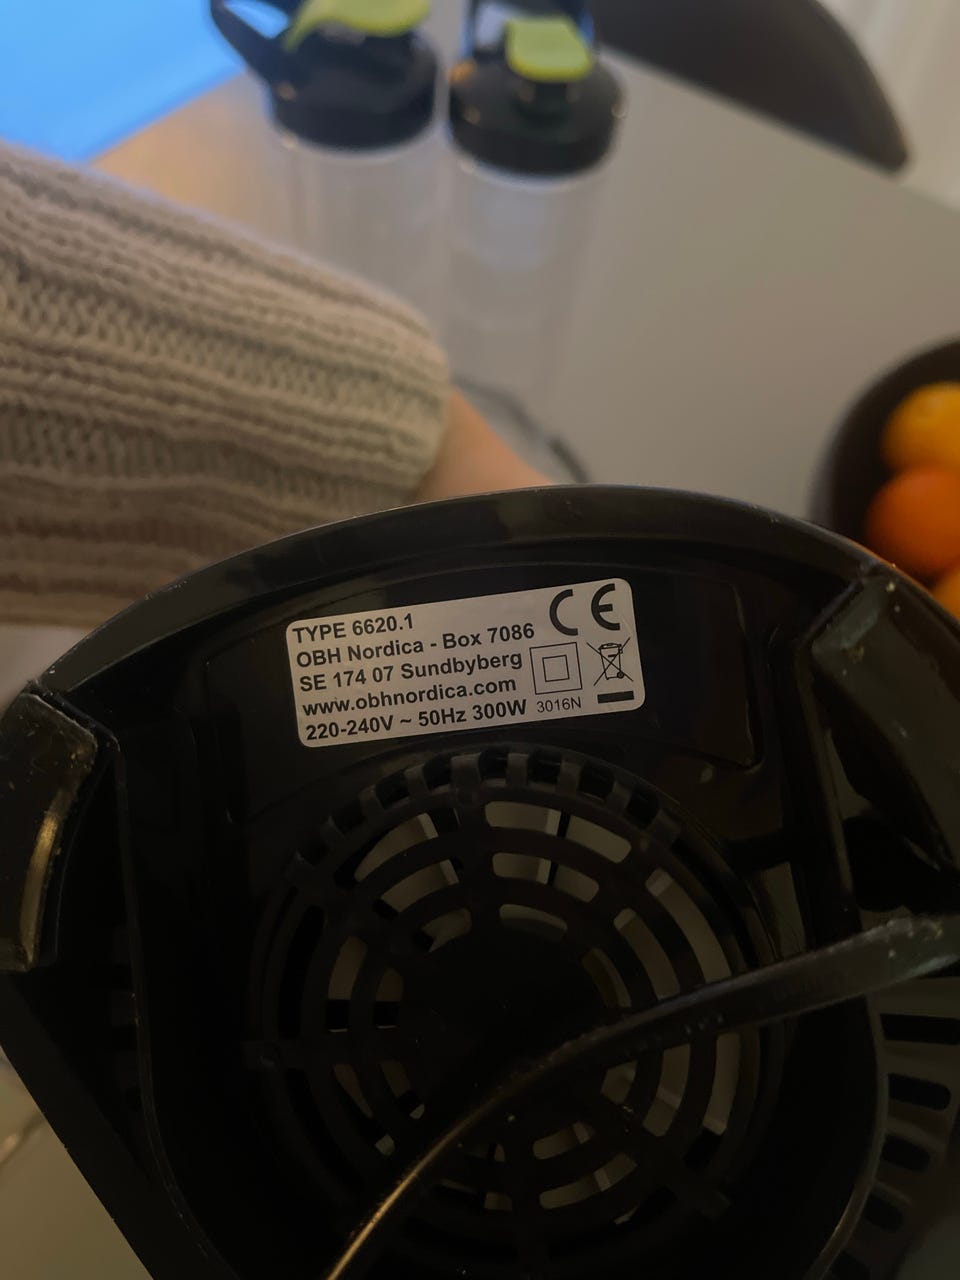 TYPE 6620.1
OBH Nordica - Box 7086
SE 174 07 Sundbyberg
www.obhnordica.com
220-240V ~ 50Hz 300W
CE
3016N